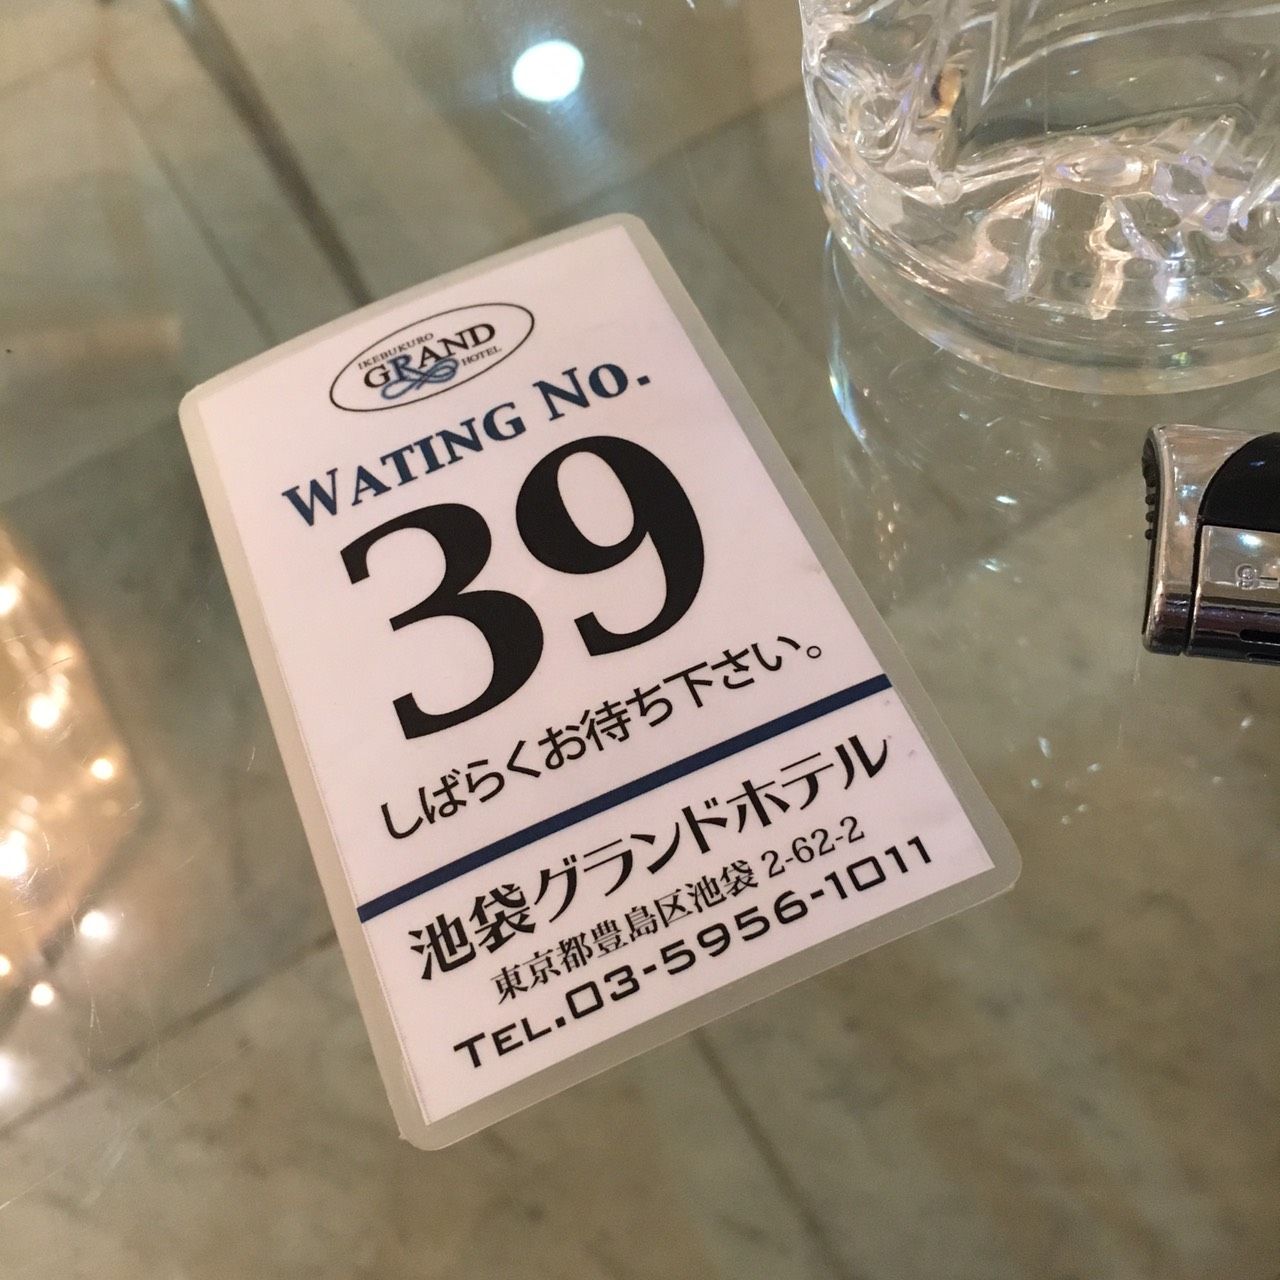 IKEBUKURO
GRAND
HOTEL
WATING No.
39
しばらくお待ち下さい。
池袋グランドホテル
東京都豊島区池袋 2-62-2
TEL.03-5956-1011